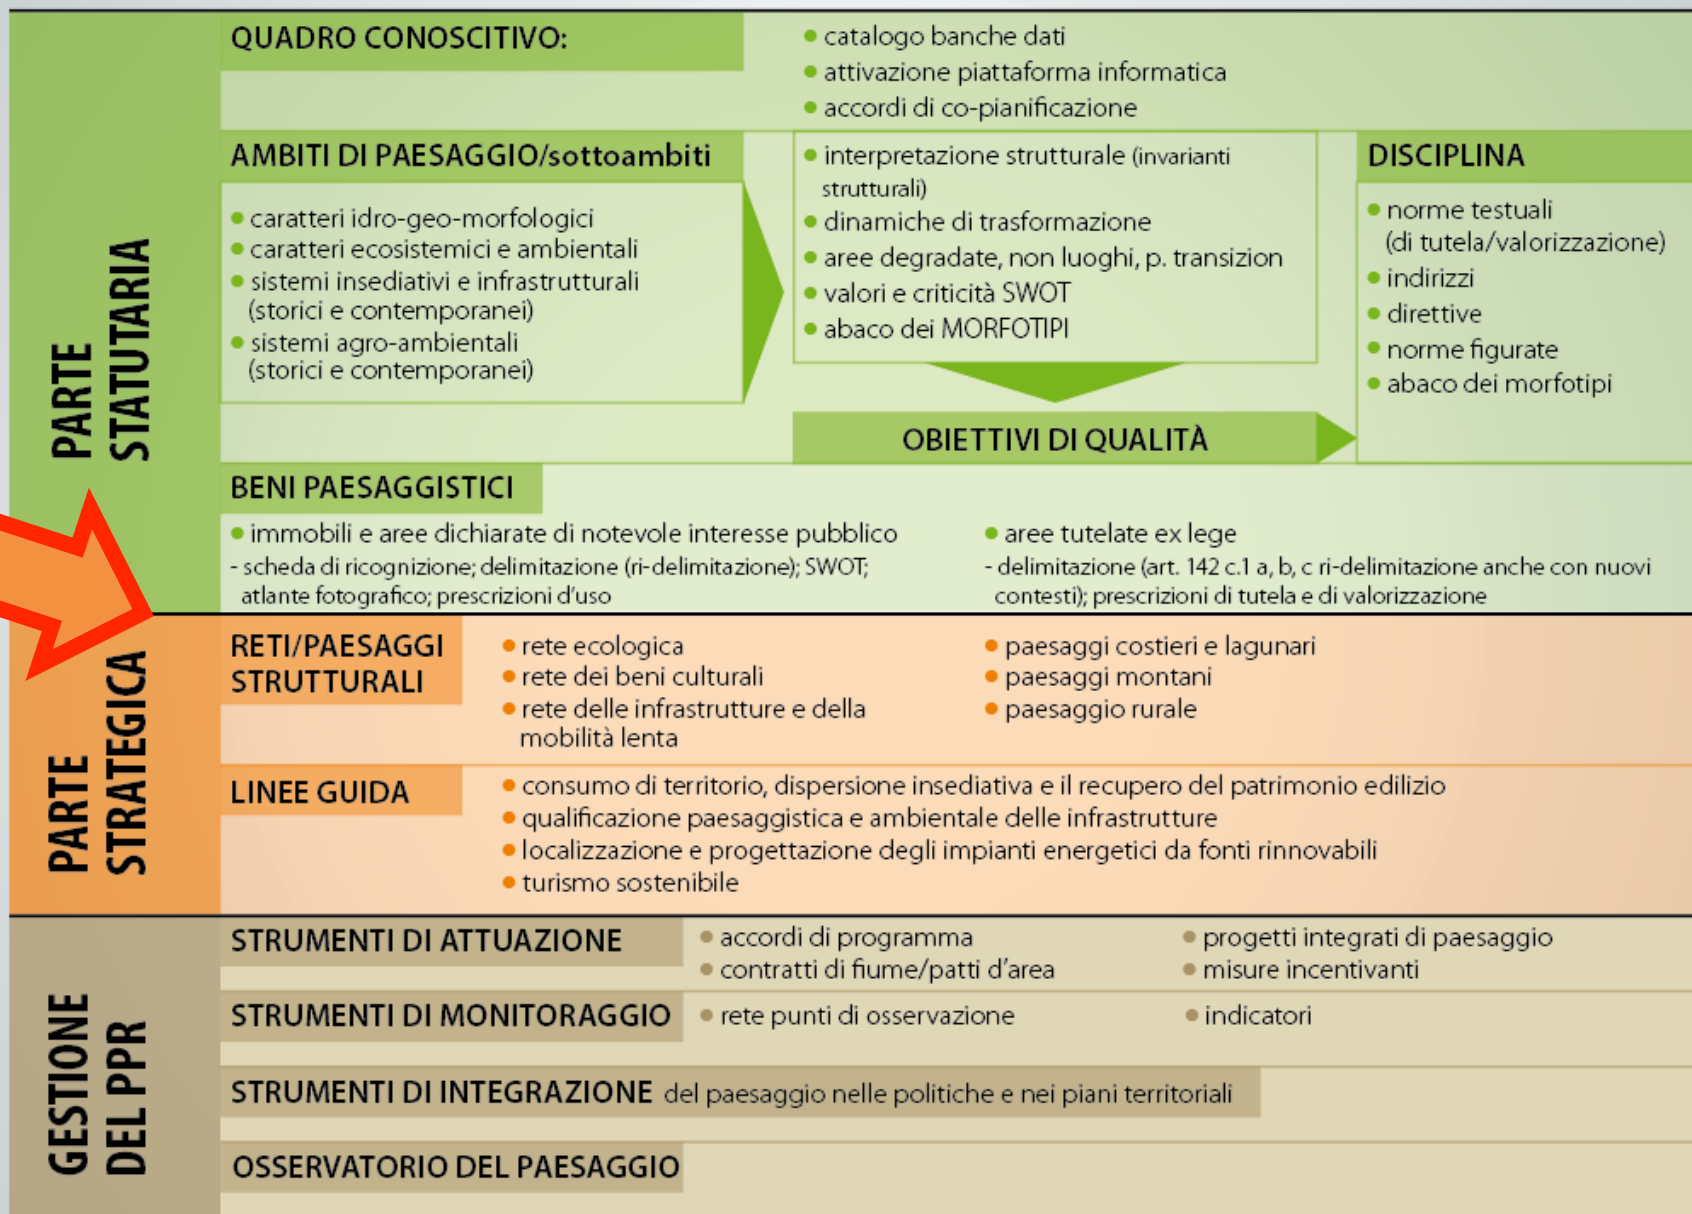 PARTE
STATUTARIA
QUADRO CONOSCITIVO:
• catalogo banche dati
• attivazione piattaforma informatica
• accordi di co-pianificazione
AMBITI DI PAESAGGIO/sottoambiti
• caratteri idro-geo-morfologici
• caratteri ecosistemici e ambientali
• sistemi insediativi e infrastrutturali
(storici e contemporanei)
• sistemi agro-ambientali
(storici e contemporanei)
• interpretazione strutturale (invarianti
strutturali)
• dinamiche di trasformazione
• aree degradate, non luoghi, p. transizion
• valori e criticità SWOT
• abaco dei MORFOTIPI
OBIETTIVI DI QUALITÀ
DISCIPLINA
• norme testuali
(di tutela/valorizzazione)
• indirizzi
• direttive
• norme figurate
• abaco dei morfotipi
BENI PAESAGGISTICI
• immobili e aree dichiarate di notevole interesse pubblico
- scheda di ricognizione; delimitazione (ri-delimitazione); SWOT;
atlante fotografico; prescrizioni d'uso
• aree tutelate ex lege
- delimitazione (art. 142 c.1 a, b, c ri-delimitazione anche con nuovi
contesti); prescrizioni di tutela e di valorizzazione
PARTE
STRATEGICA
RETI/PAESAGGI
STRUTTURALI
• rete ecologica
• rete dei beni culturali
• rete delle infrastrutture e della
mobilità lenta
• paesaggi costieri e lagunari
• paesaggi montani
• paesaggio rurale
LINEE GUIDA
• consumo di territorio, dispersione insediativa e il recupero del patrimonio edilizio
• qualificazione paesaggistica e ambientale delle infrastrutture
• localizzazione e progettazione degli impianti energetici da fonti rinnovabili
• turismo sostenibile
GESTIONE
DEL PPR
STRUMENTI DI ATTUAZIONE
• accordi di programma
• contratti di fiume/patti d'area
• progetti integrati di paesaggio
• misure incentivanti
STRUMENTI DI MONITORAGGIO
• rete punti di osservazione
• indicatori
STRUMENTI DI INTEGRAZIONE del paesaggio nelle politiche e nei piani territoriali
OSSERVATORIO DEL PAESAGGIO